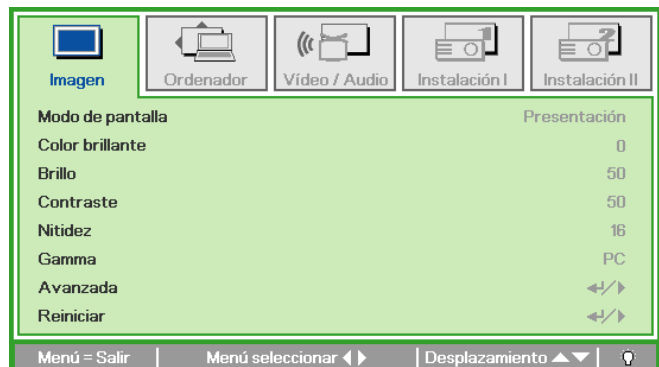 Imagen Ordenador Vídeo / Audio Instalación I Instalación II
Modo de pantalla Presentación
Color brillante 0
Brillo 50
Contraste 50
Nitidez 16
Gamma PC
Avanzada
Reiniciar
Menú = Salir Menú seleccionar Desplazamiento